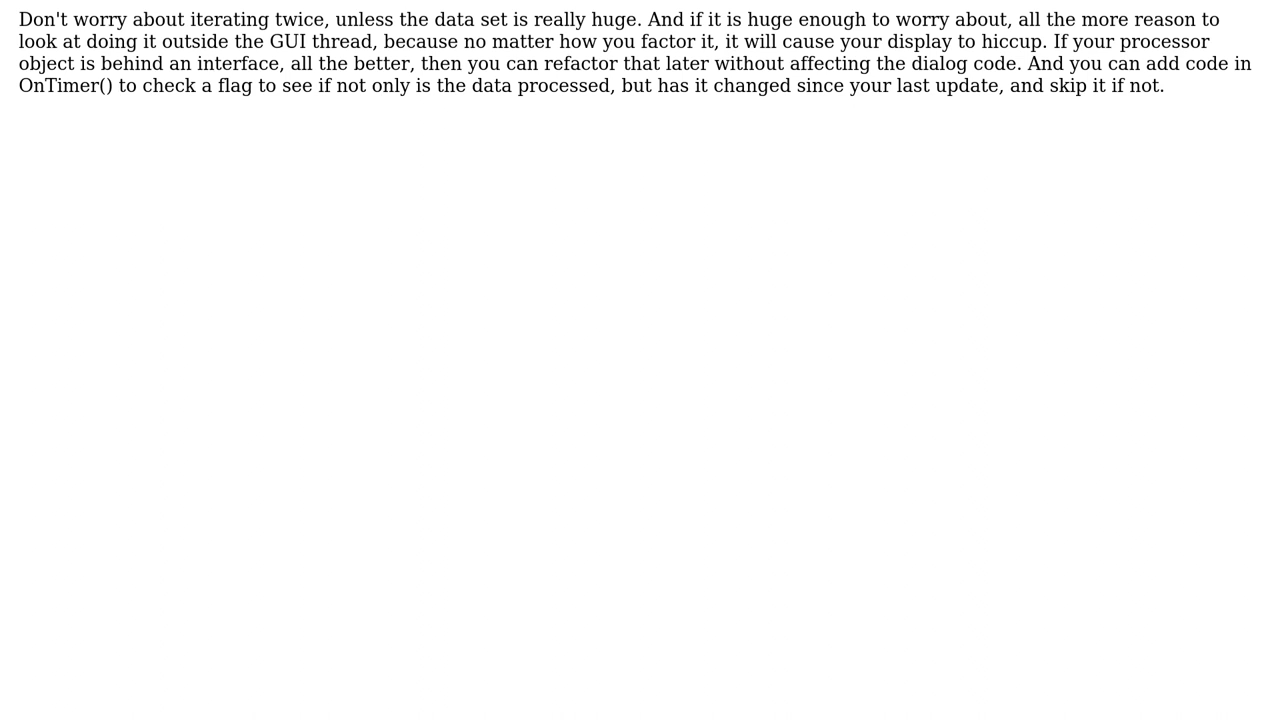 Don't worry about iterating twice, unless the data set is really huge. And if it is huge enough to worry about, all the more reason to
look at doing it outside the GUI thread, because no matter how you factor it, it will cause your display to hiccup. If your processor
object is behind an interface, all the better, then you can refactor that later without affecting the dialog code. And you can add code in
OnTimer() to check a flag to see if not only is the data processed, but has it changed since your last update, and skip it if not.